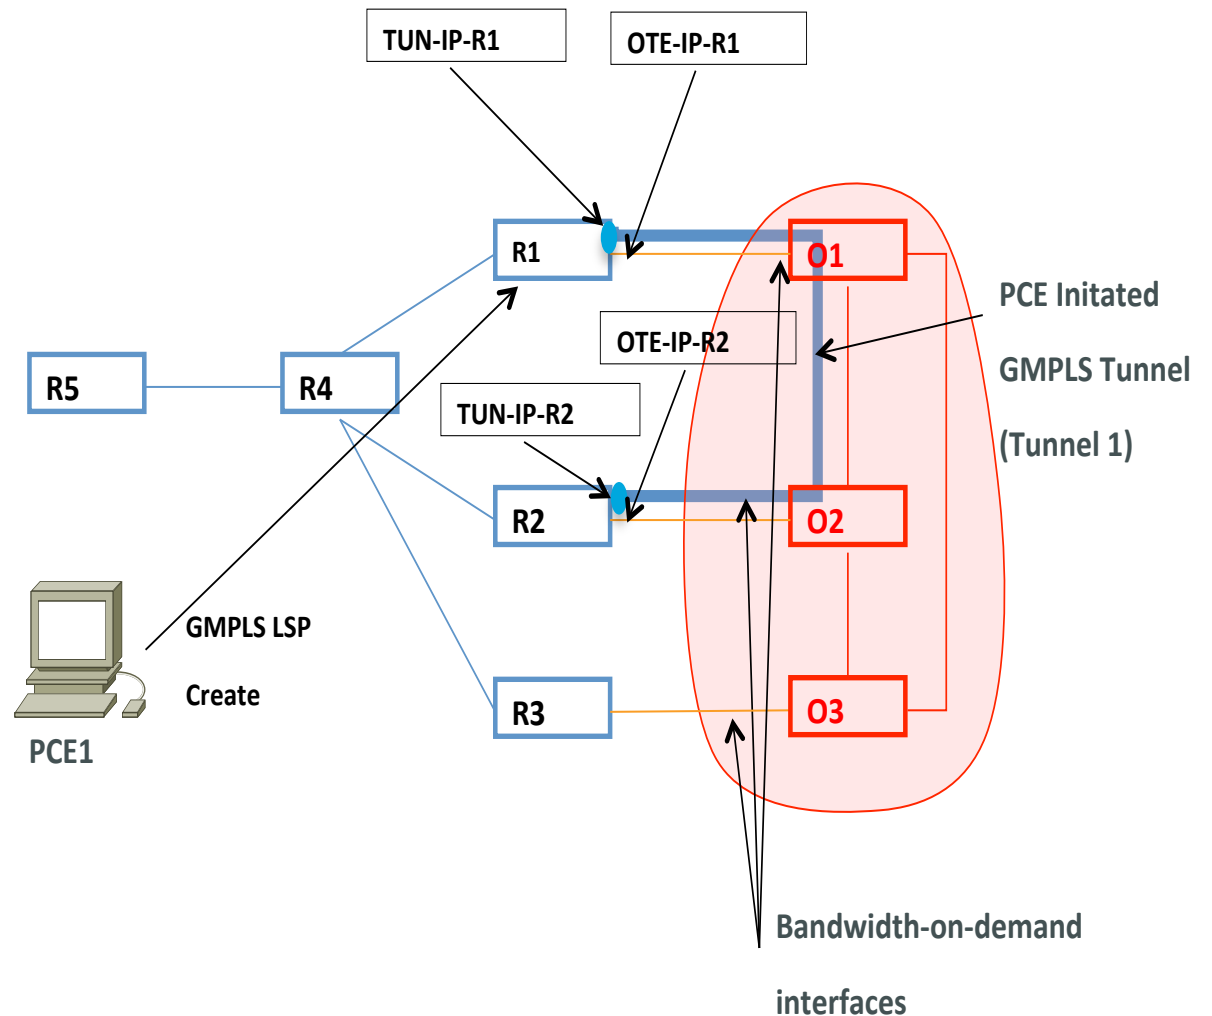 TUN-IP-R1
OTE-IP-R1
R1
O1
PCE Initated
GMPLS Tunnel
(Tunnel 1)
OTE-IP-R2
R5
R4
TUN-IP-R2
R2
O2
GMPLS LSP
Create
R3
O3
PCE1
Bandwidth-on-demand
interfaces